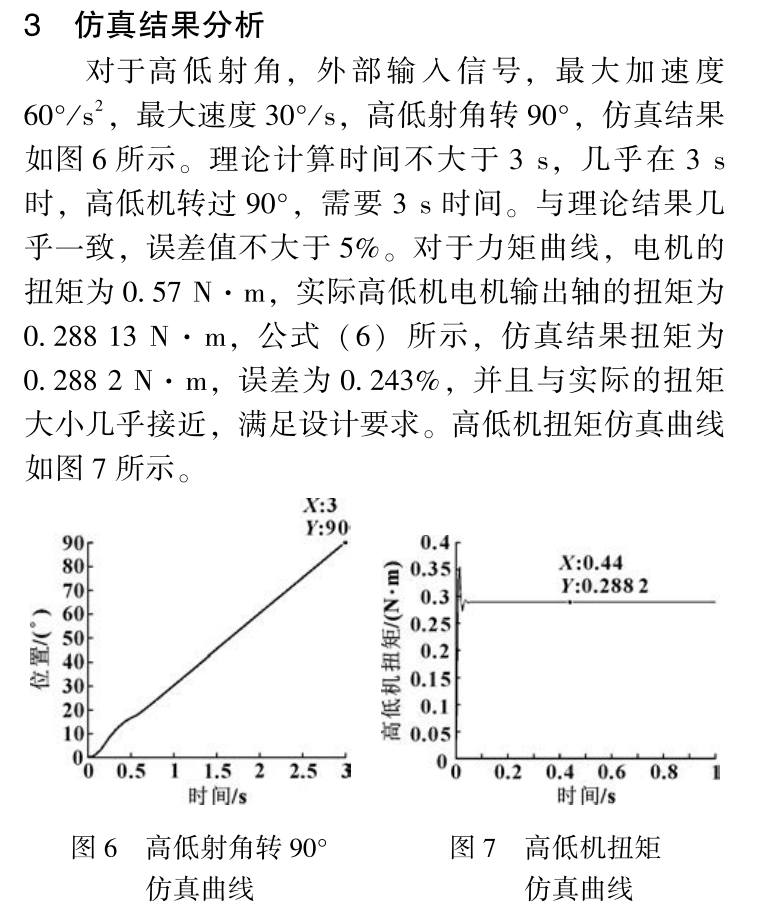 3 仿真结果分析
对于高低射角，外部输入信号，最大加速度
60°/s²，最大速度 30°/s，高低射角转 90°，仿真结果
如图 6 所示。理论计算时间不大于 3 s，几乎在 3 s
时，高低机转过 90°，需要 3 s 时间。与理论结果几
乎一致，误差值不大于 5%。对于力矩曲线，电机的
扭矩为 0. 57 N·m，实际高低机电机输出轴的扭矩为
0. 288 13 N·m，公式（6）所示，仿真结果扭矩为
0. 288 2 N·m，误差为 0. 243%，并且与实际的扭矩
大小几乎接近，满足设计要求。高低机扭矩仿真曲线
如图 7 所示。
X:3
Y:90
90
80
70
60
50
40
30
20
10
0
位置/(°)
0 0.5 1 1.5 2 2.5 3
时间/s
图 6 高低射角转 90°
仿真曲线
X:0.44
Y:0.288 2
0.4
0.35
0.3
0.25
0.2
0.15
0.1
0.05
0
高低机扭矩/(N·m)
0 0.2 0.4 0.6 0.8 1
时间/s
图 7 高低机扭矩
仿真曲线